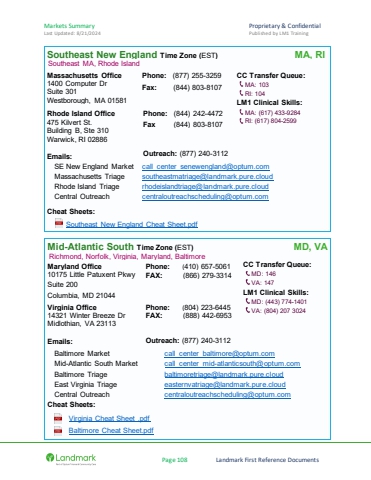 Markets Summary
Proprietary & Confidential
Last Updated: 8/21/2024
Published by LM1 Training
Southeast New England Time Zone (EST)
MA, RI
Southeast MA, Rhode Island
Massachusetts Office
1400 Computer Dr
Suite 301
Westborough, MA 01581
Phone: (877) 255-3259
Fax: (844) 803-8107
CC Transfer Queue:
MA: 103
RI: 104
LM1 Clinical Skills:
MA: (617) 433-9284
RI: (617) 804-2599
Rhode Island Office
475 Kilvert St.
Building B, Ste 310
Warwick, RI 02886
Phone: (844) 242-4472
Fax (844) 803-8107
Outreach: (877) 240-3112
Emails:
SE New England Market call_center_senewengland@optum.com
Massachusetts Triage southeastmatriage@landmark.pure.cloud
Rhode Island Triage rhodeislandtriage@landmark.pure.cloud
Central Outreach centraloutreachscheduling@optum.com
Cheat Sheets:
Southeast New England Cheat Sheet.pdf
Mid-Atlantic South Time Zone (EST)
MD, VA
Richmond, Norfolk, Virginia, Maryland, Baltimore
Maryland Office
10175 Little Patuxent Pkwy
Suite 200
Columbia, MD 21044
Phone: (410) 657-5061
FAX: (866) 279-3314
CC Transfer Queue:
MD: 146
VA: 147
LM1 Clinical Skills:
MD: (443) 774-1401
VA: (804) 207 3024
Virginia Office
14321 Winter Breeze Dr
Midlothian, VA 23113
Phone: (804) 223-6445
FAX: (888) 442-6953
Emails:
Outreach: (877) 240-3112
Baltimore Market call_center_baltimore@optum.com
Mid-Atlantic South Market call_center_mid-atlanticsouth@optum.com
Baltimore Triage baltimoretriage@landmark.pure.cloud
East Virginia Triage easternvatriage@landmark.pure.cloud
Central Outreach centraloutreachscheduling@optum.com
Cheat Sheets:
Virginia Cheat Sheet .pdf
Baltimore Cheat Sheet.pdf
Landmark
Page 108
Landmark First Reference Documents